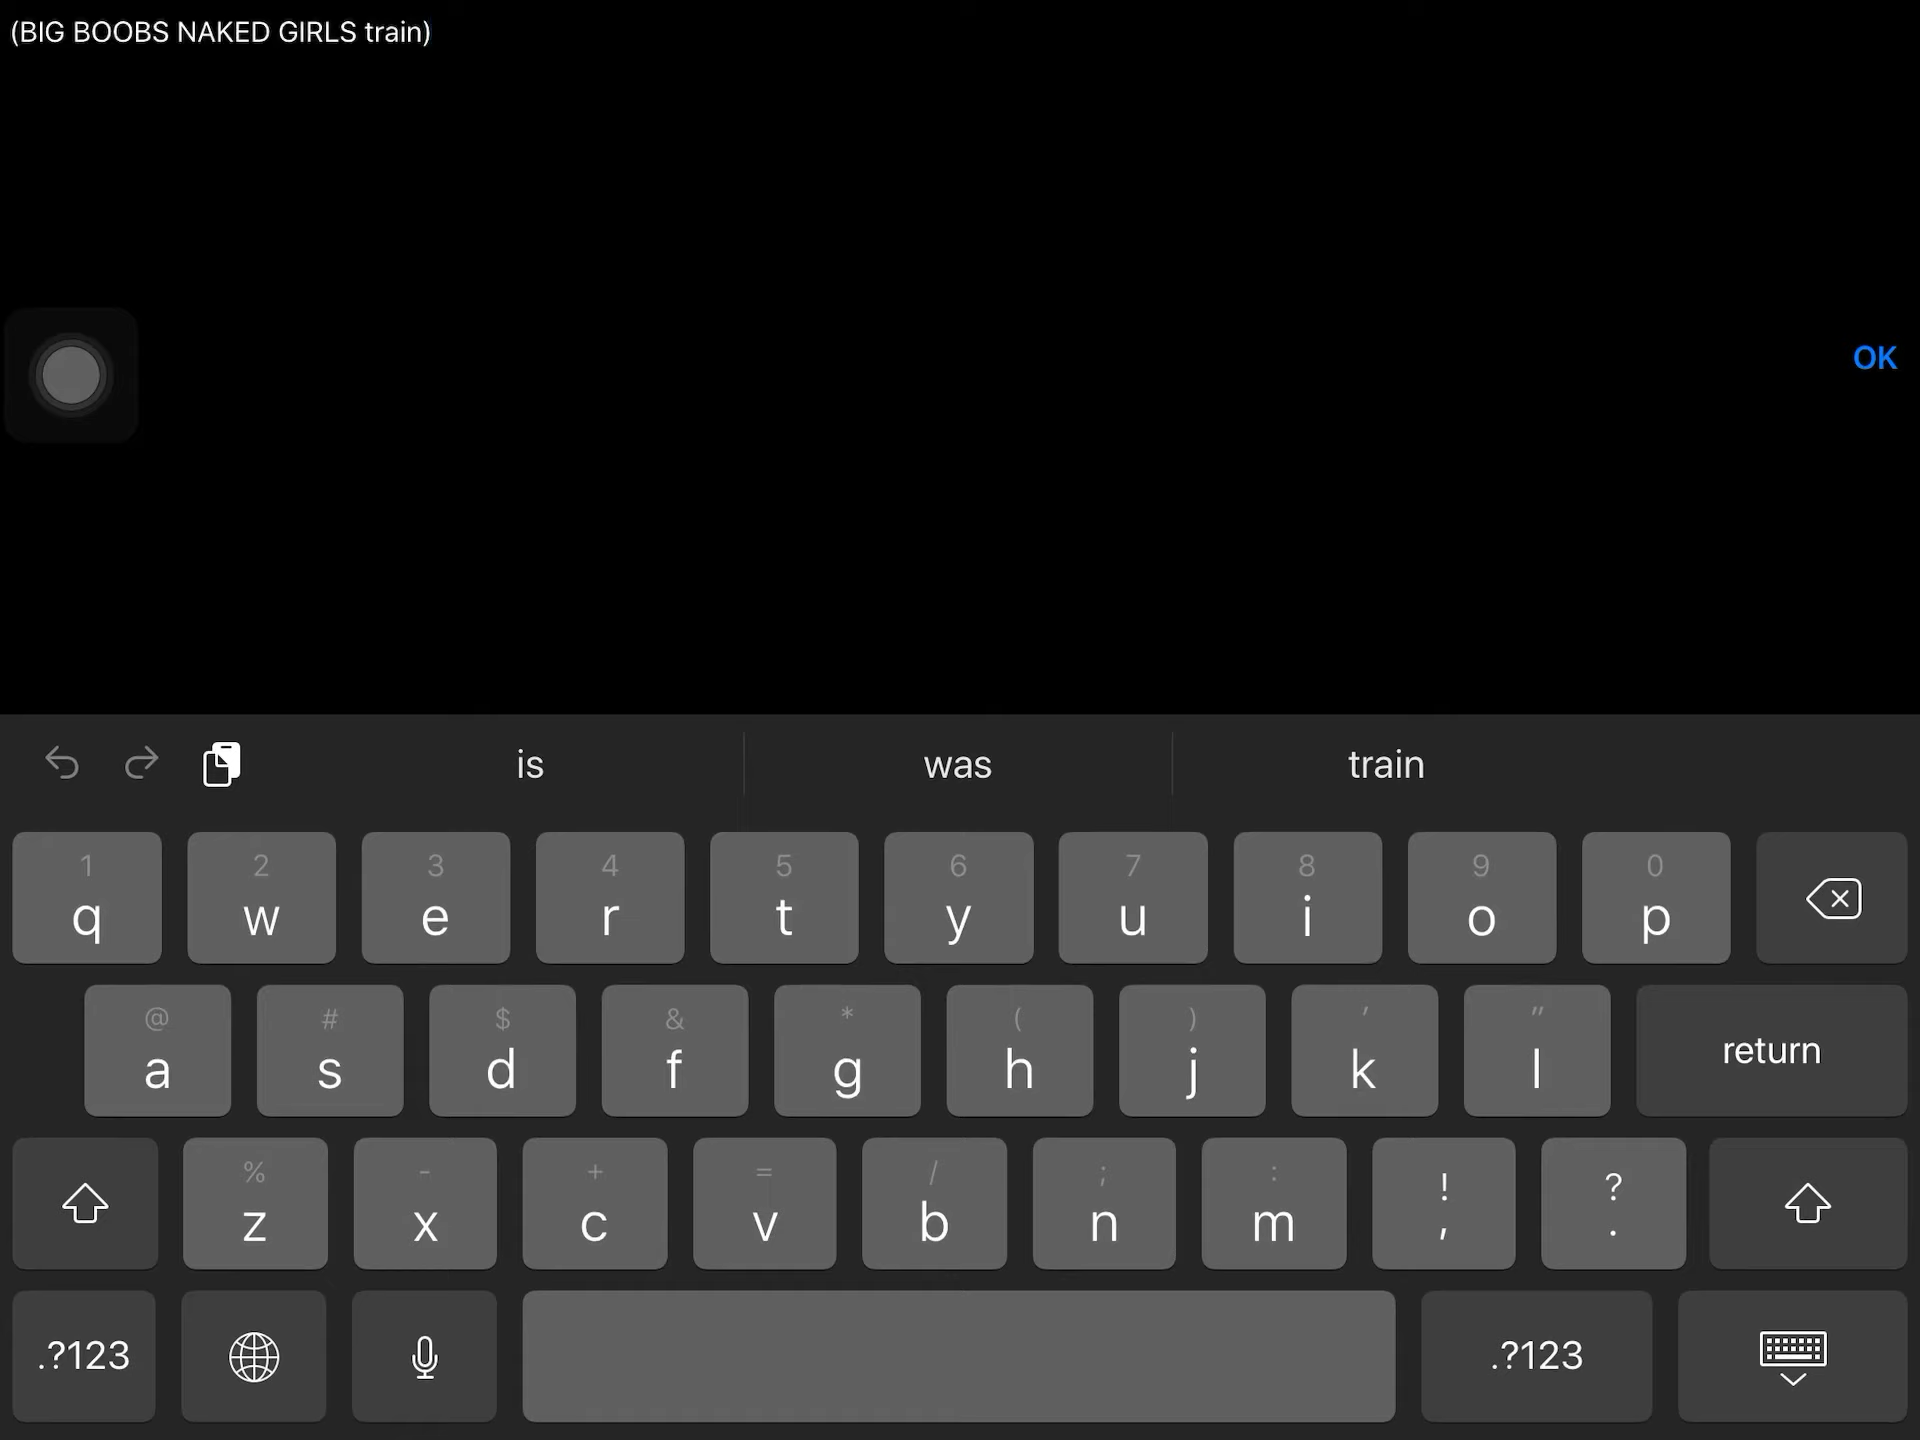 (BIG BOOBS NAKED GIRLS train)
OK
is was train
1 2 3 4 5 6 7 8 9 0
q w e r t y u i o p
@ # $ & * ( ) ' "
a s d f g h j k l return
% - + = / ; : ! ?
z x c v b n m , .
.?123 .?123